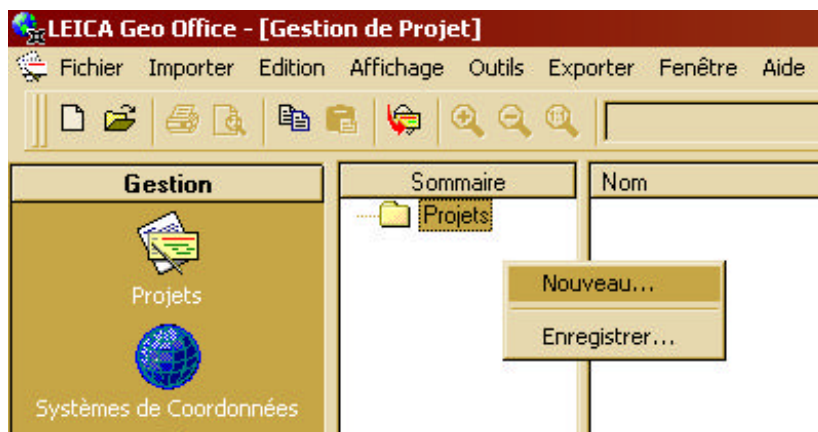 LEICA Geo Office - [Gestion de Projet]
Fichier Importer Edition Affichage Outils Exporter Fenêtre Aide
Gestion
Sommaire
Nom
Projets
Projets
Nouveau...
Enregistrer...
Systèmes de Coordonnées